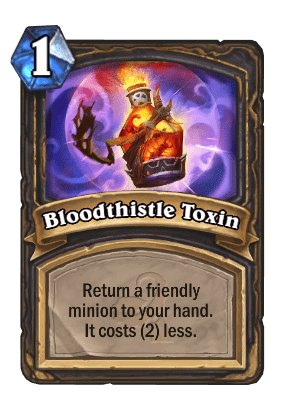 1
Bloodthistle Toxin
Return a friendly
minion to your hand.
It costs (2) less.